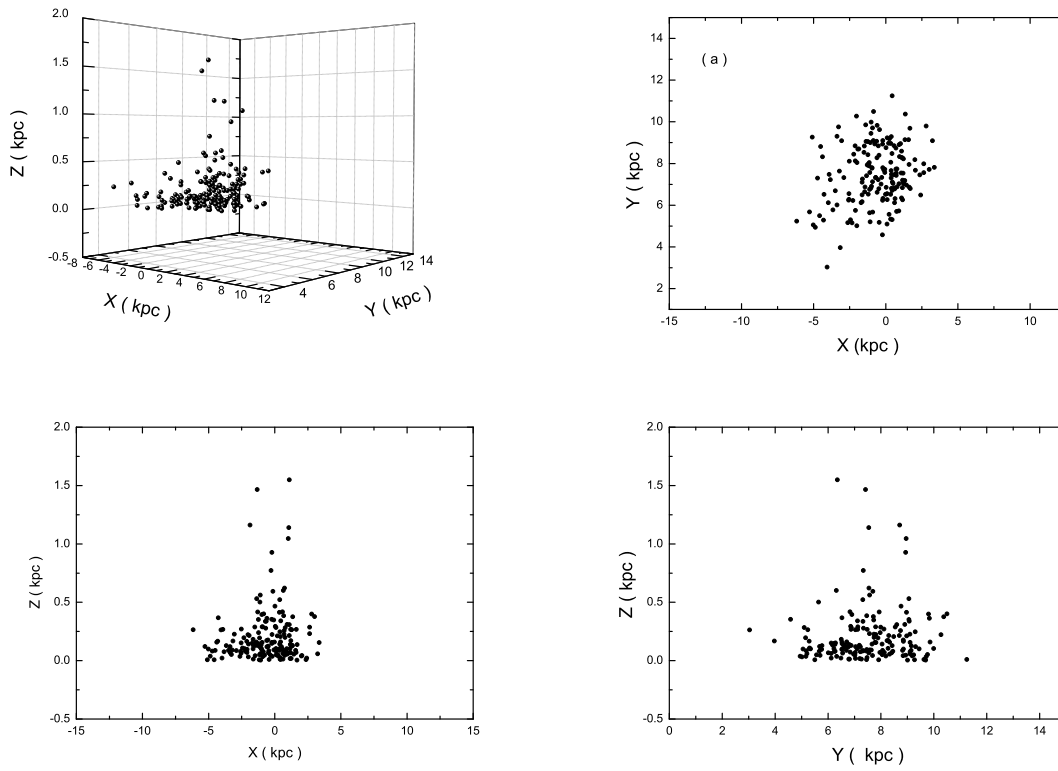 2.0
1.5
1.0
0.5
0.0
-0.5
Z ( kpc )
-8 -6 -4 -2 0 2 4 6 8 10 12
X ( kpc )
4 6 8 10 12 14
Y ( kpc )
( a )
14
12
10
8
6
4
2
Y ( kpc )
-15 -10 -5 0 5 10
X (kpc )
2.0
1.5
1.0
0.5
0.0
-0.5
Z ( kpc )
-15 -10 -5 0 5 10 15
X ( kpc )
2.0
1.5
1.0
0.5
0.0
-0.5
Z ( kpc )
0 2 4 6 8 10 12 14
Y ( kpc )